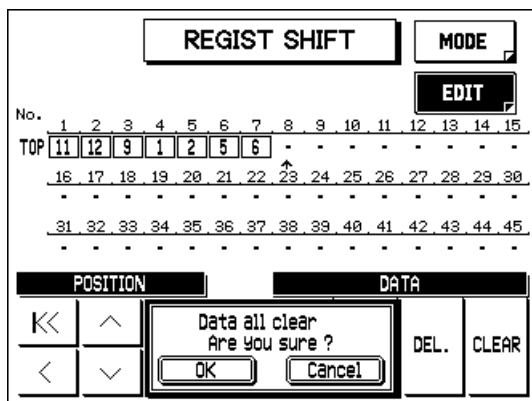 REGIST SHIFT MODE
EDIT
No. 1 2 3 4 5 6 7 8 9 10 11 12 13 14 15
TOP 11 12 9 1 2 5 6 - - - - - - - -
16 17 18 19 20 21 22 23 24 25 26 27 28 29 30
- - - - - - - - - - - - - - -
31 32 33 34 35 36 37 38 39 40 41 42 43 44 45
- - - - - - - - - - - - - - -
POSITION DATA
Data all clear
Are you sure ?
OK Cancel
DEL. CLEAR